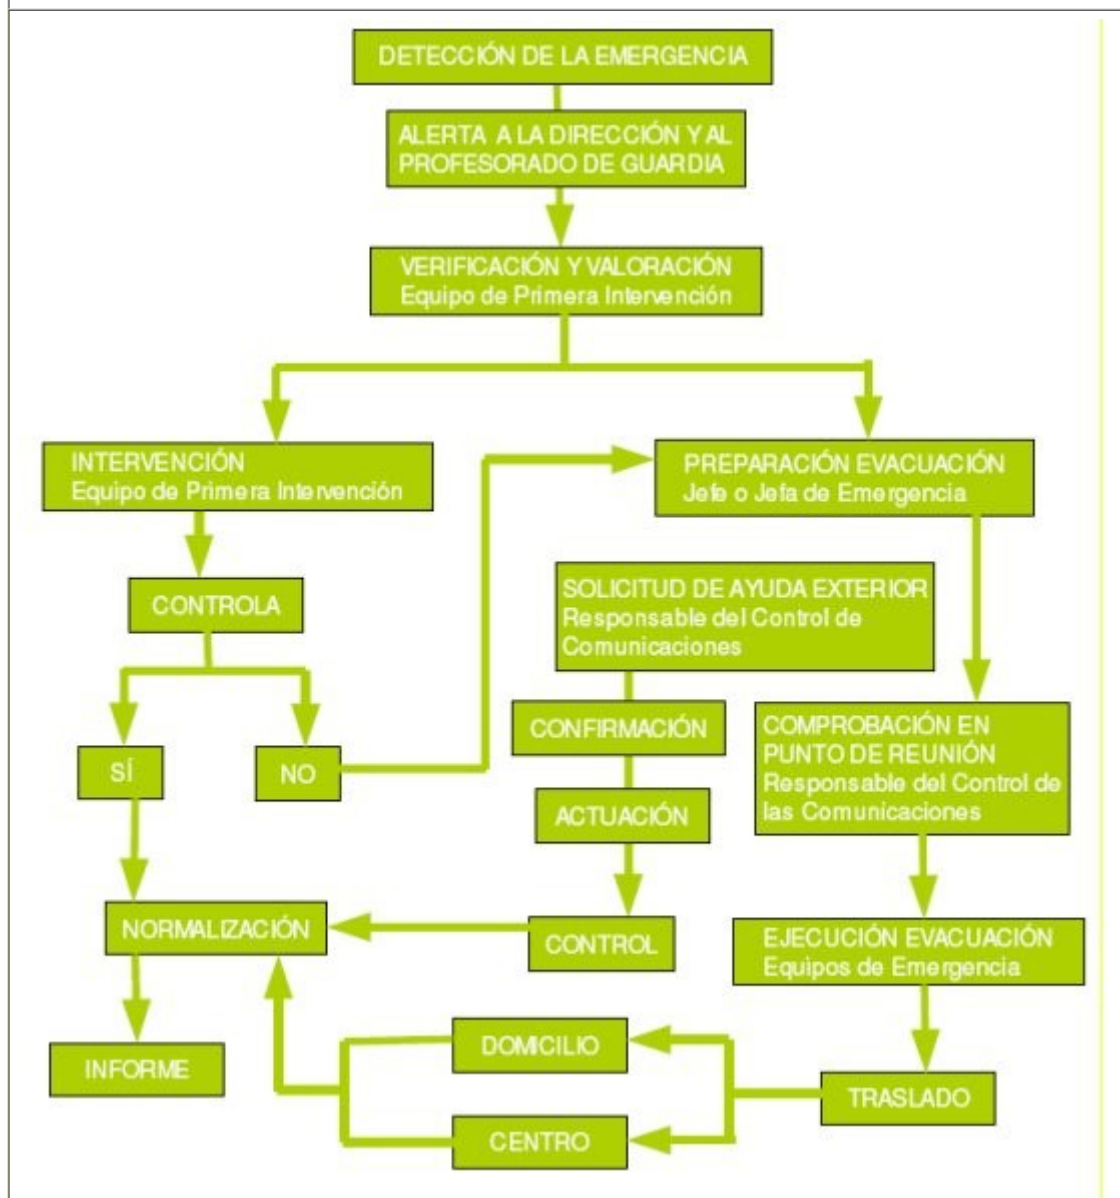 DETECCIÓN DE LA EMERGENCIA
ALERTA A LA DIRECCIÓN Y AL
PROFESORADO DE GUARDIA
VERIFICACIÓN Y VALORACIÓN
Equipo de Primera Intervención
INTERVENCIÓN
Equipo de Primera Intervención
PREPARACIÓN EVACUACIÓN
Jefe o Jefa de Emergencia
CONTROLA
SOLICITUD DE AYUDA EXTERIOR
Responsable del Control de
Comunicaciones
SÍ
NO
CONFIRMACIÓN
COMPROBACIÓN EN
PUNTO DE REUNIÓN
Responsable del Control de
las Comunicaciones
ACTUACIÓN
NORMALIZACIÓN
CONTROL
EJECUCIÓN EVACUACIÓN
Equipos de Emergencia
INFORME
DOMICILIO
TRASLADO
CENTRO